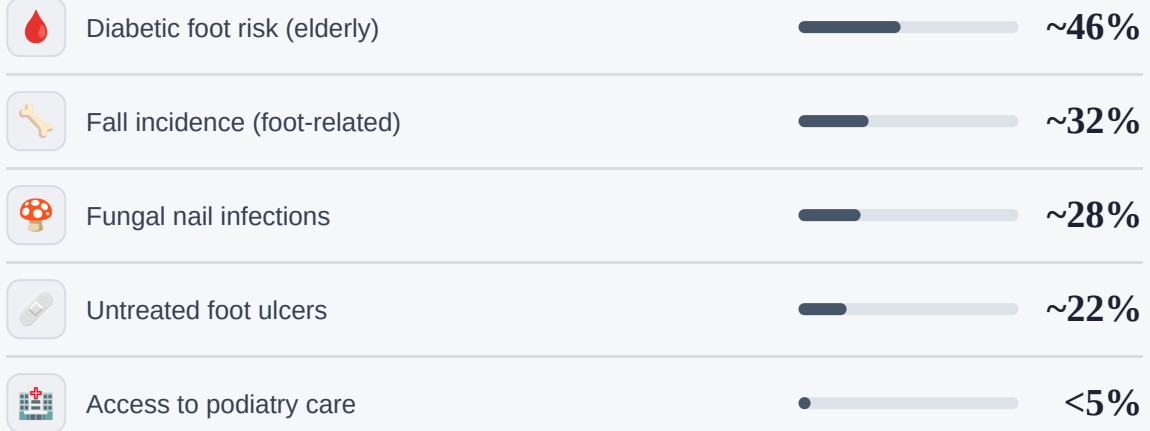 Diabetic foot risk (elderly) ~46%
Fall incidence (foot-related) ~32%
Fungal nail infections ~28%
Untreated foot ulcers ~22%
Access to podiatry care <5%